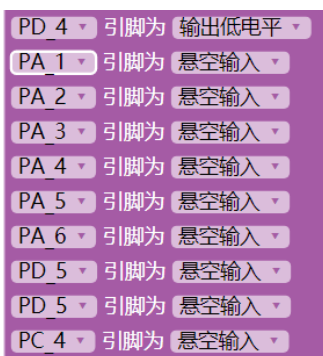 PD_4 引脚为 输出低电平
PA_1 引脚为 悬空输入
PA_2 引脚为 悬空输入
PA_3 引脚为 悬空输入
PA_4 引脚为 悬空输入
PA_5 引脚为 悬空输入
PA_6 引脚为 悬空输入
PD_5 引脚为 悬空输入
PD_5 引脚为 悬空输入
PC_4 引脚为 悬空输入